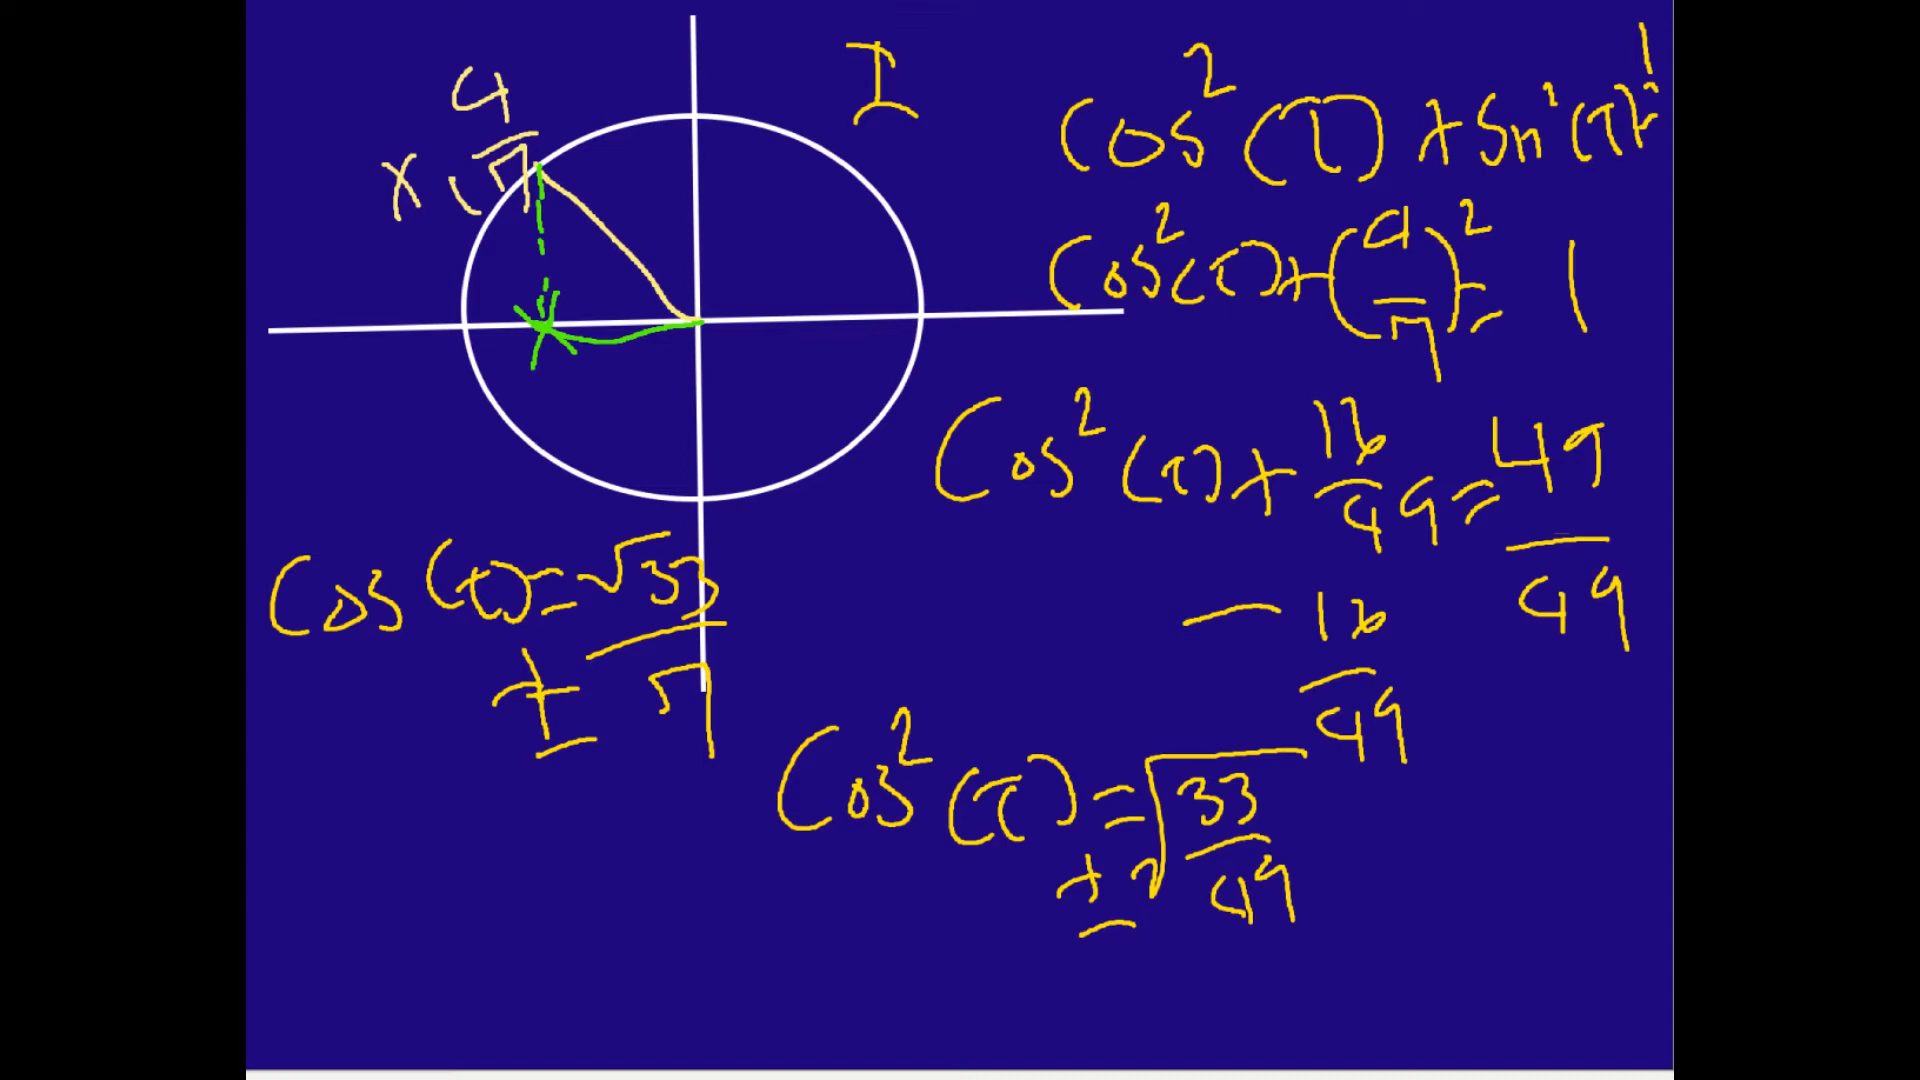 4
x ( 7
I
cos² (T) + Sin² (T) = 1
cos² (T) + (4/7)² = 1
cos² (T) + 16/49 = 49/49
- 16/49
cos (T) = ± √33/7
cos² (T) = ± √33/49